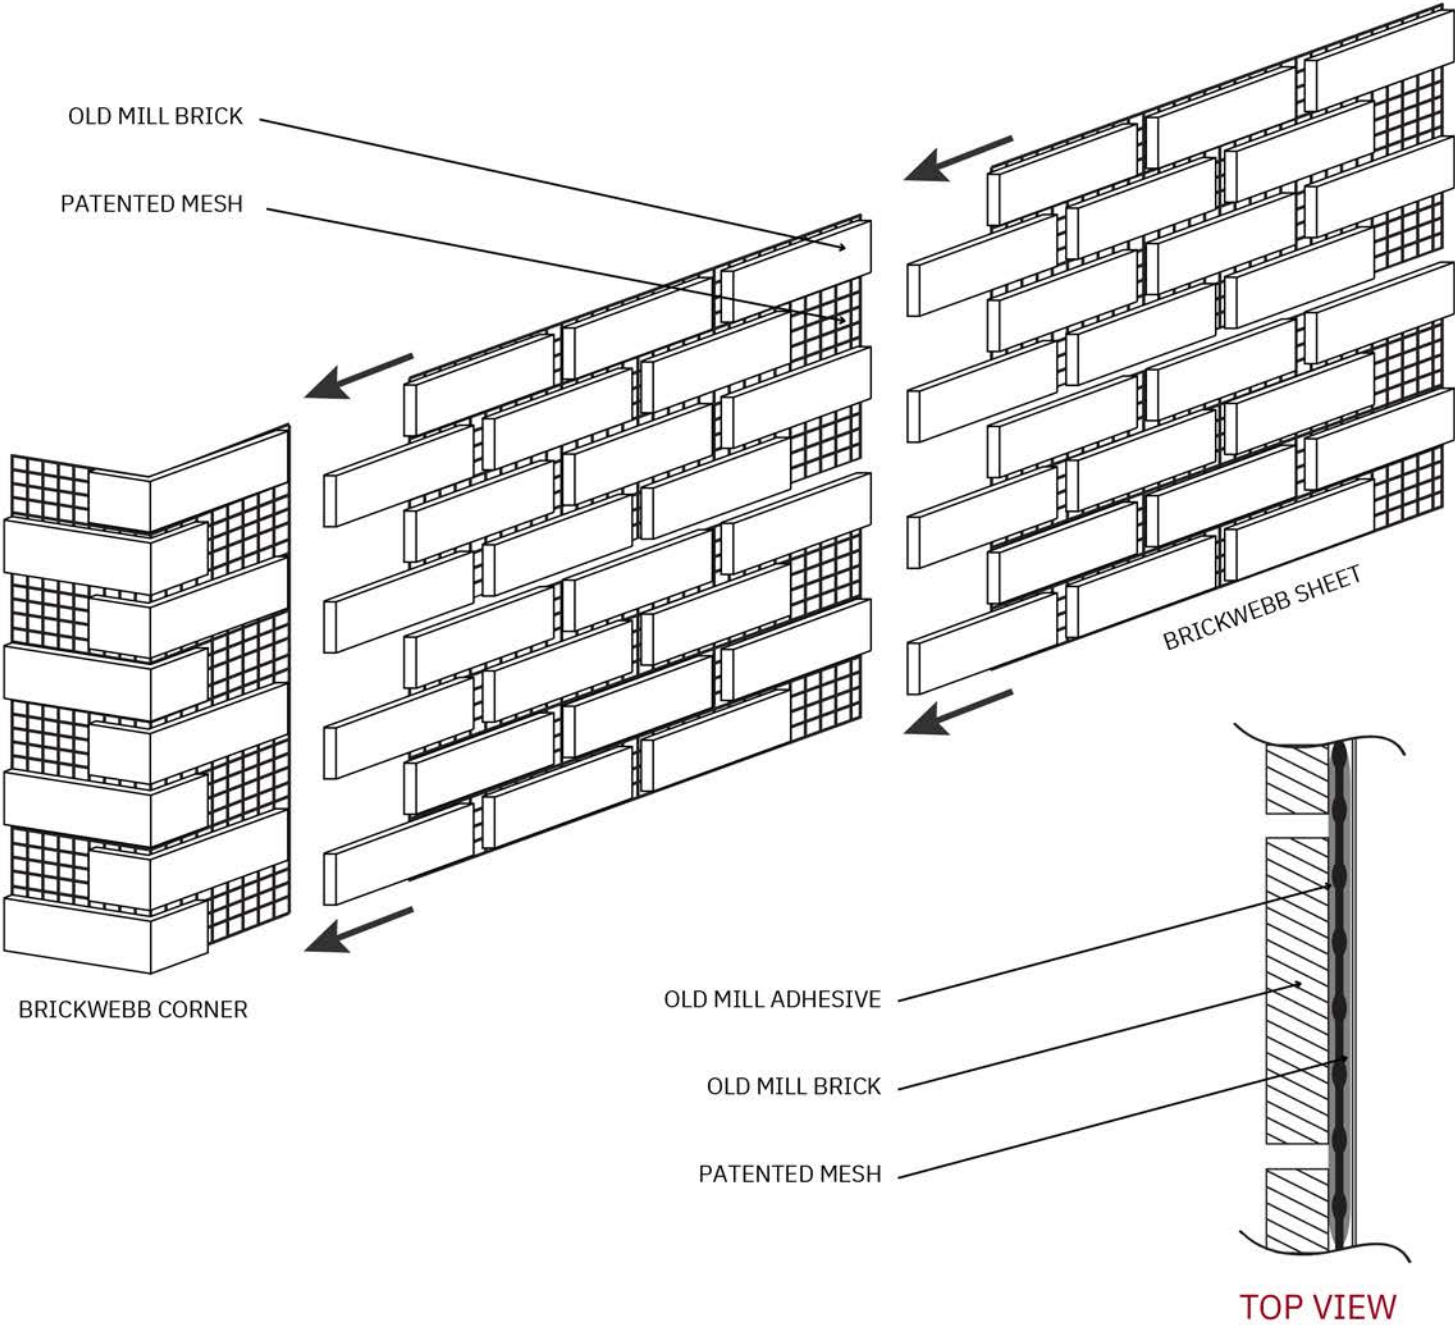 OLD MILL BRICK
PATENTED MESH
BRICKWEBB SHEET
BRICKWEBB CORNER
OLD MILL ADHESIVE
OLD MILL BRICK
PATENTED MESH
TOP VIEW